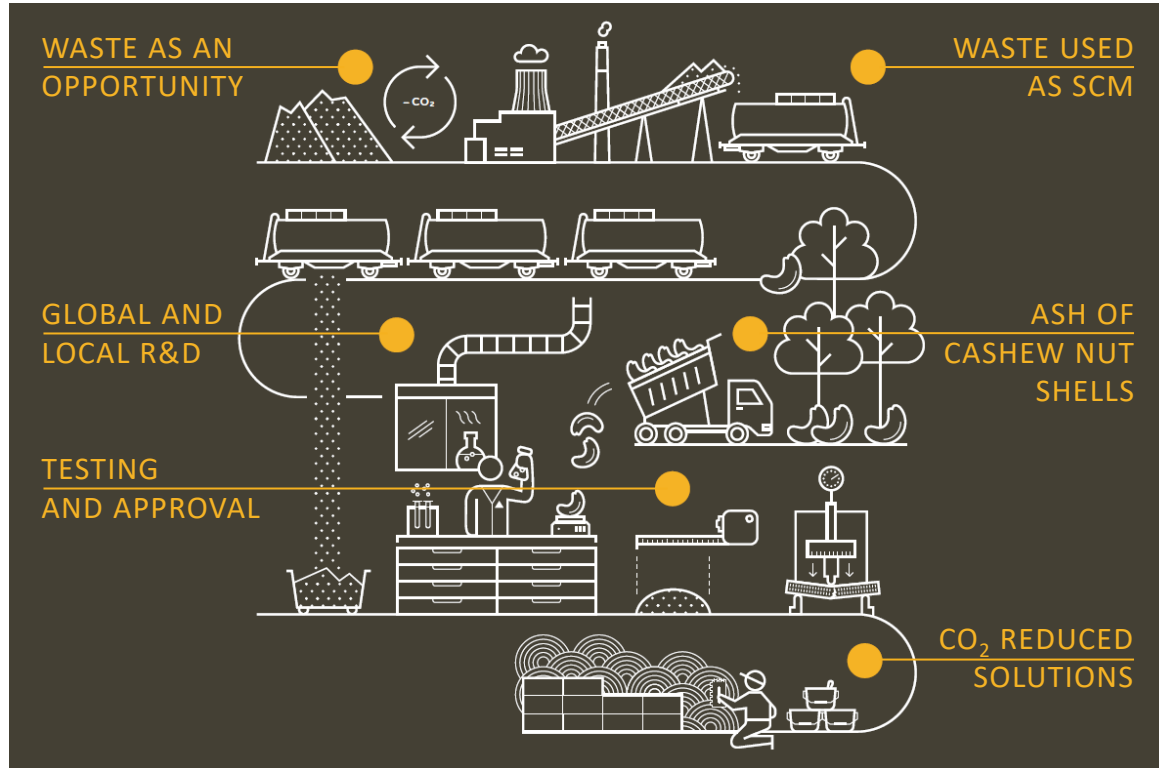 WASTE AS AN
OPPORTUNITY
–CO₂
WASTE USED
AS SCM
GLOBAL AND
LOCAL R&D
ASH OF
CASHEW NUT
SHELLS
TESTING
AND APPROVAL
CO₂ REDUCED
SOLUTIONS